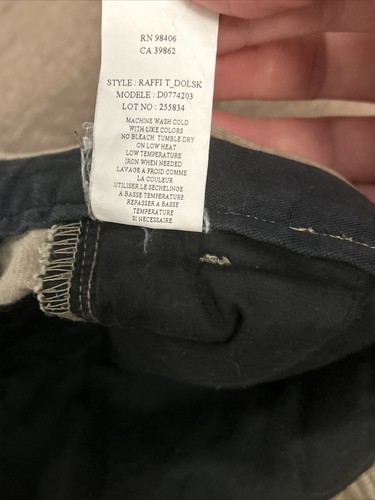 RN 98406
CA 39862
STYLE : RAFFI T_DOLSK
MODELE : D0774203
LOT NO : 255834
MACHINE WASH COLD
WITH LIKE COLORS
NO BLEACH TUMBLE DRY
ON LOW HEAT
LOW TEMPERATURE
IRON WHEN NEEDED
LAVAGE A FROID COMME
LA COULEUR
UTILISER LE SECHELINGE
A BASSE TEMPERATURE
REPASSER A BASSE
TEMPERATURE
SI NECESSAIRE